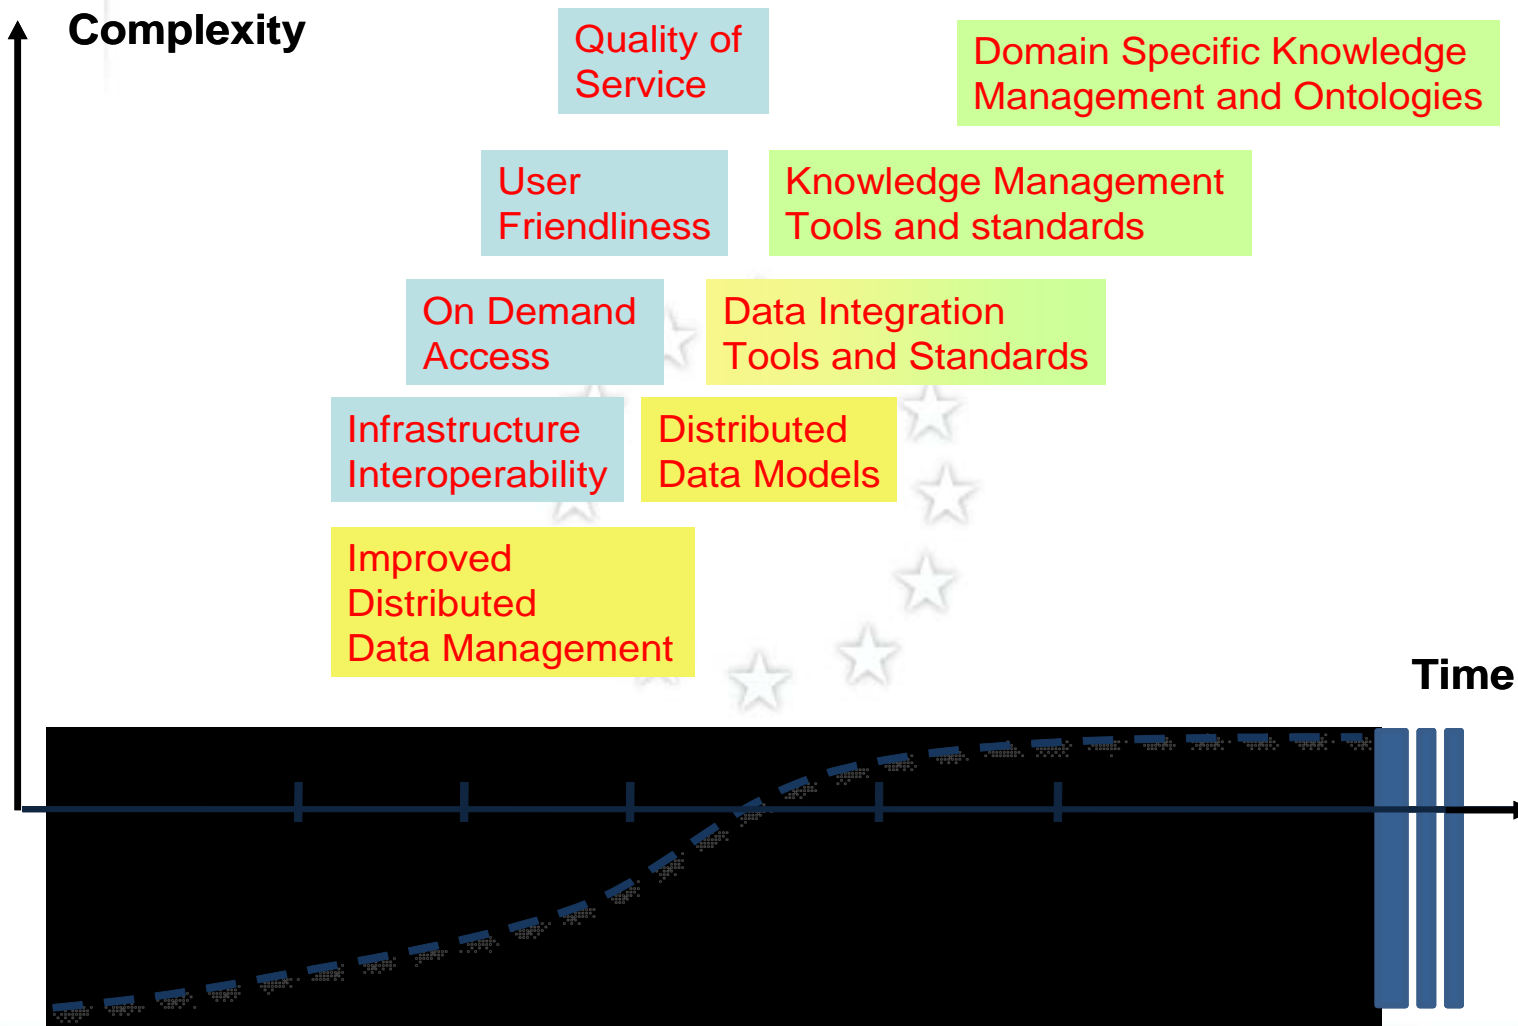 Complexity
Quality of
Service
Domain Specific Knowledge
Management and Ontologies
User
Friendliness
Knowledge Management
Tools and standards
On Demand
Access
Data Integration
Tools and Standards
Infrastructure
Interoperability
Distributed
Data Models
Improved
Distributed
Data Management
Time